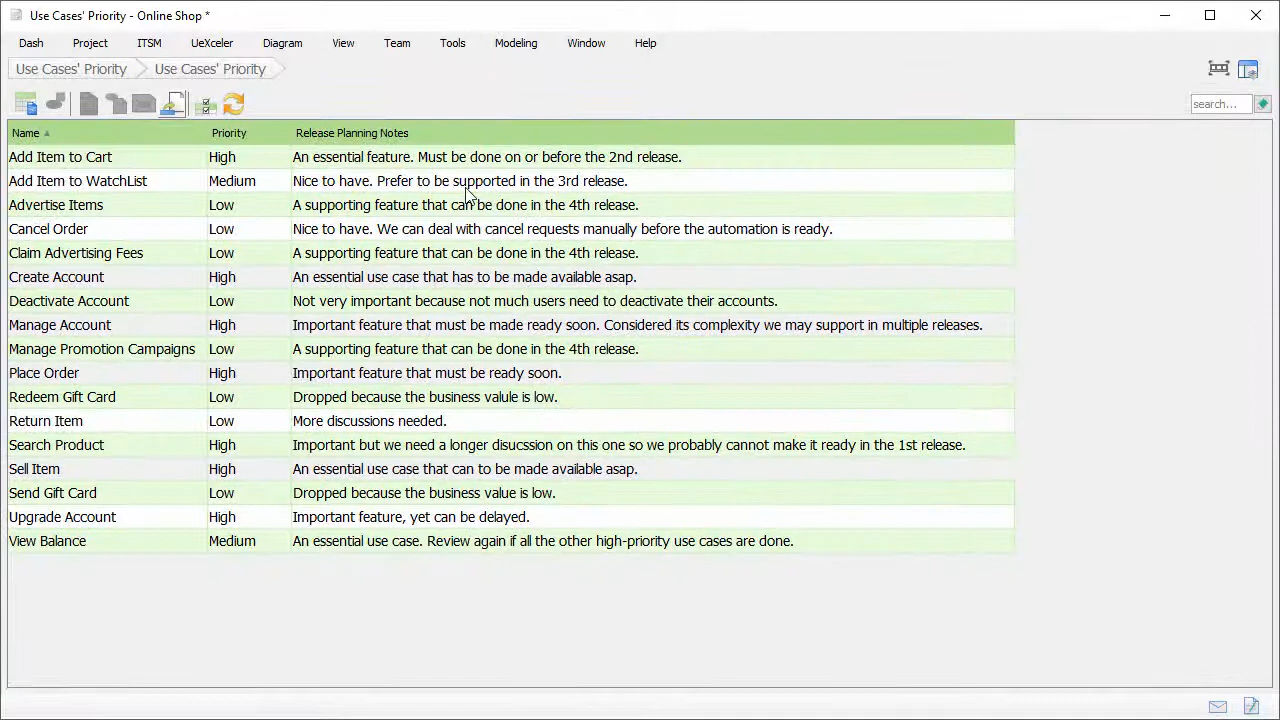 Use Cases' Priority - Online Shop *
Dash Project ITSM UeXceler Diagram View Team Tools Modeling Window Help
Use Cases' Priority Use Cases' Priority
search...
Name Priority Release Planning Notes
Add Item to Cart High An essential feature. Must be done on or before the 2nd release.
Add Item to WatchList Medium Nice to have. Prefer to be supported in the 3rd release.
Advertise Items Low A supporting feature that can be done in the 4th release.
Cancel Order Low Nice to have. We can deal with cancel requests manually before the automation is ready.
Claim Advertising Fees Low A supporting feature that can be done in the 4th release.
Create Account High An essential use case that has to be made available asap.
Deactivate Account Low Not very important because not much users need to deactivate their accounts.
Manage Account High Important feature that must be made ready soon. Considered its complexity we may support in multiple releases.
Manage Promotion Campaigns Low A supporting feature that can be done in the 4th release.
Place Order High Important feature that must be ready soon.
Redeem Gift Card Low Dropped because the business valule is low.
Return Item Low More discussions needed.
Search Product High Important but we need a longer disucssion on this one so we probably cannot make it ready in the 1st release.
Sell Item High An essential use case that can to be made available asap.
Send Gift Card Low Dropped because the business value is low.
Upgrade Account High Important feature, yet can be delayed.
View Balance Medium An essential use case. Review again if all the other high-priority use cases are done.